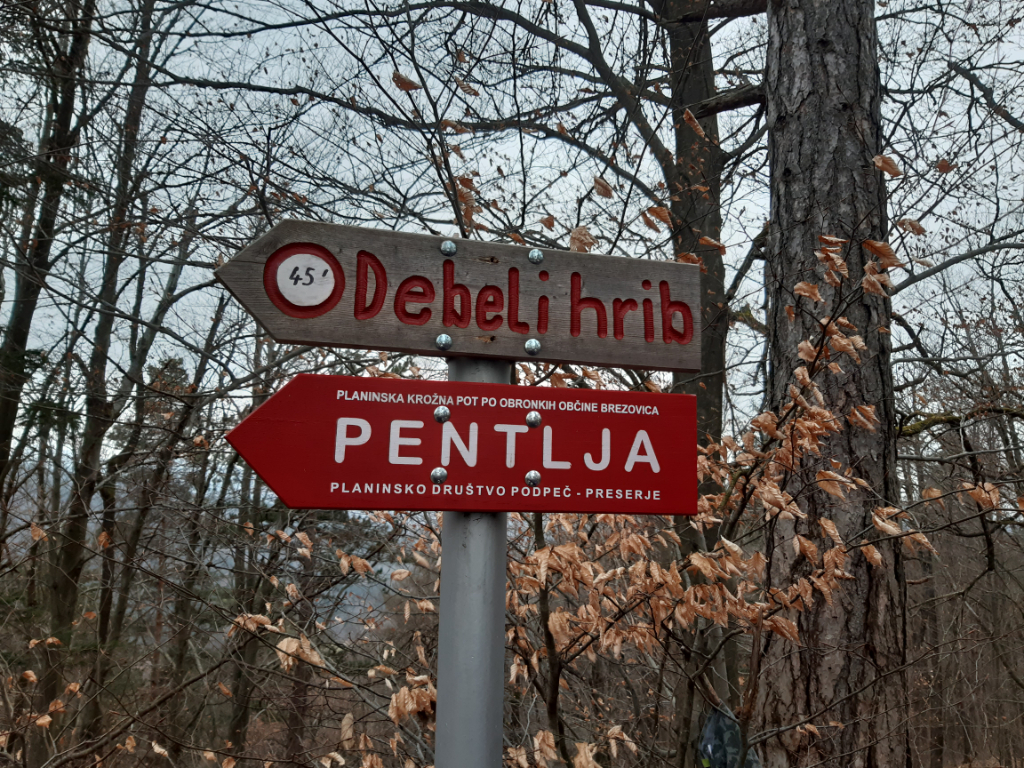 45' Debeli hrib
PLANINSKA KROŽNA POT PO OBRONKIH OBČINE BREZOVICA
PENTLJA
PLANINSKO DRUŠTVO PODPEČ - PRESERJE